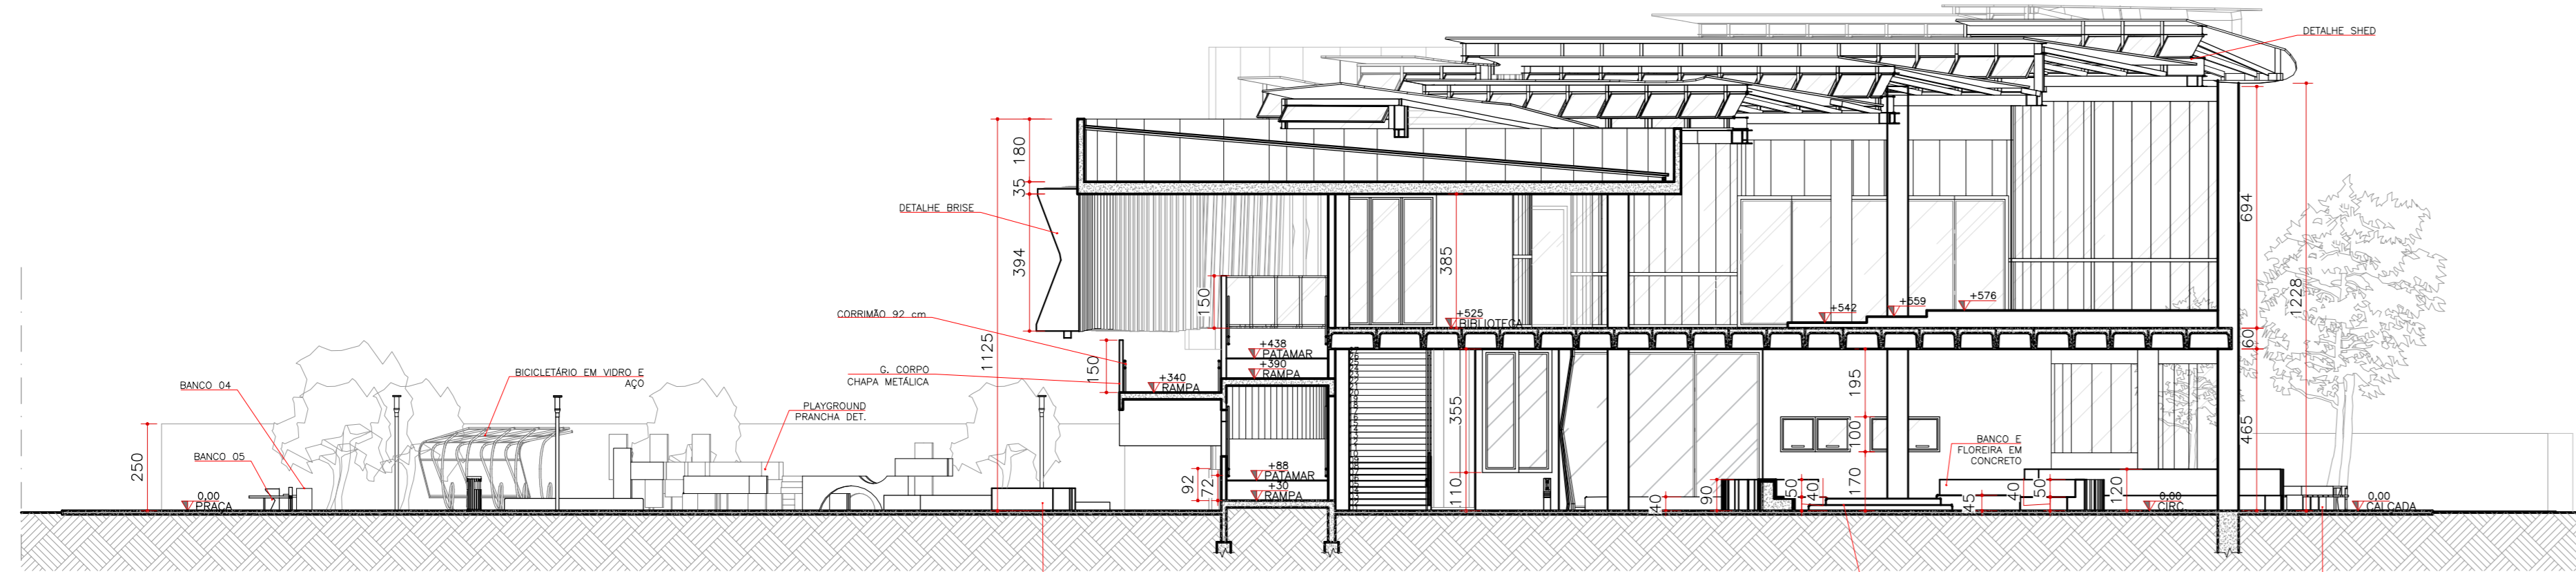 DETALHE SHED
180
35
DETALHE BRISE
394
1125
385
694
1228
150
+525
BIBLIOTECA
+542
+559
+576
CORRIMÃO 92 cm
150
+438
PATAMAR
+390
RAMPA
+340
RAMPA
60
G. CORPO
CHAPA METÁLICA
BICICLETÁRIO EM VIDRO E
AÇO
BANCO 04
PLAYGROUND
PRANCHA DET.
BANCO 05
250
0,00
PRAÇA
92
72
+88
PATAMAR
+30
RAMPA
355
110
195
100
170
465
BANCO E
FLOREIRA EM
CONCRETO
40
90
50
40
45
40
50
120
0,00
CIRC
0,00
CALÇADA